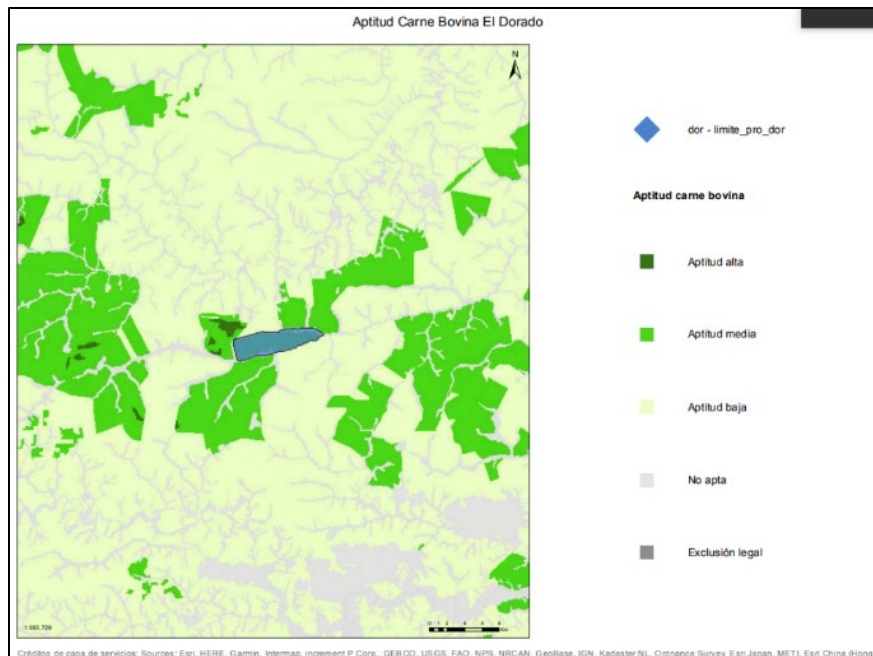 Aptitud Carne Bovina El Dorado
N
dor - limite_pro_dor
Aptitud carne bovina
Aptitud alta
Aptitud media
Aptitud baja
No apta
Exclusión legal
Créditos de capa de servicios: Sources: Esri, HERE, Garmin, Intermap, increment P Corp., GEBCO, USGS, FAO, NPS, NRCAN, GeoBase, IGN, Kadaster NL, Ordnance Survey, Esri Japan, METI, Esri China (Hong